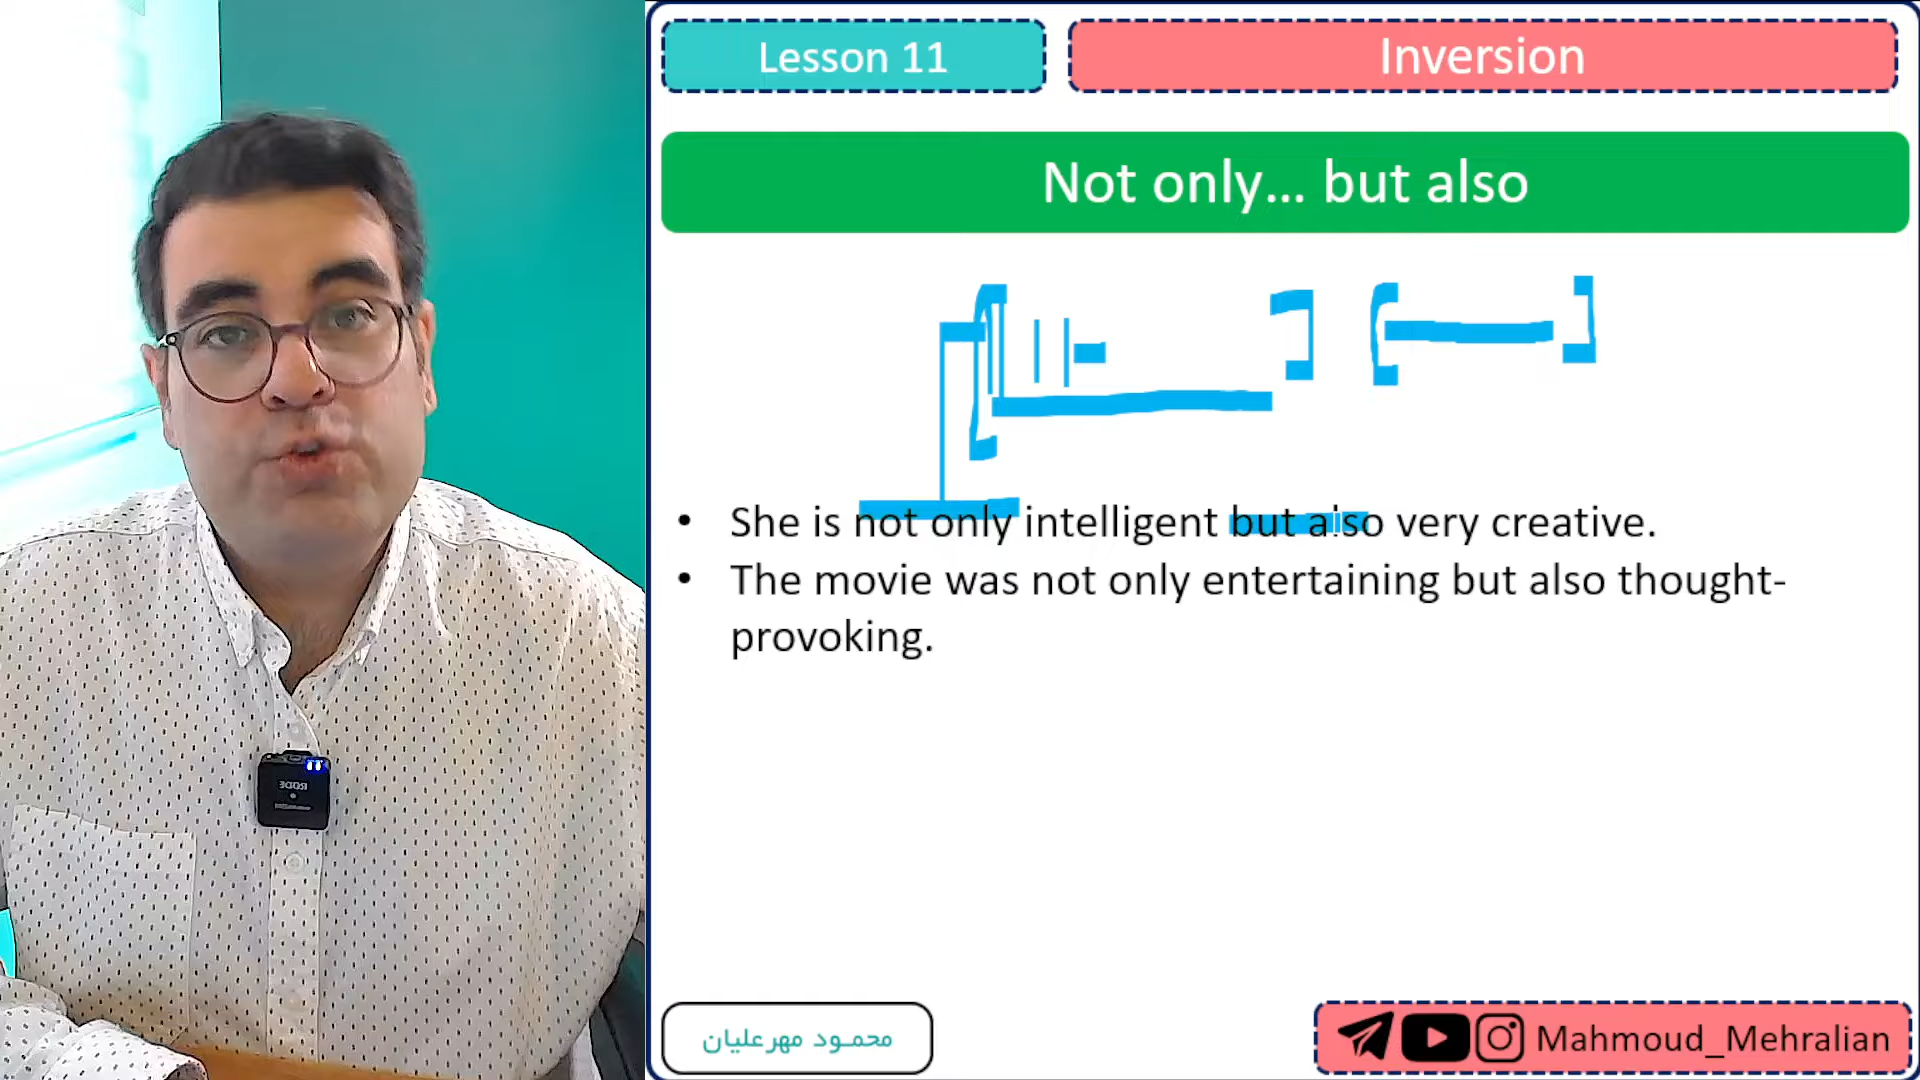 Lesson 11
Inversion
Not only... but also
• She is not only intelligent but also very creative.
• The movie was not only entertaining but also thought-
provoking.
RODE
محمود مهرعلیان
Mahmoud_Mehralian